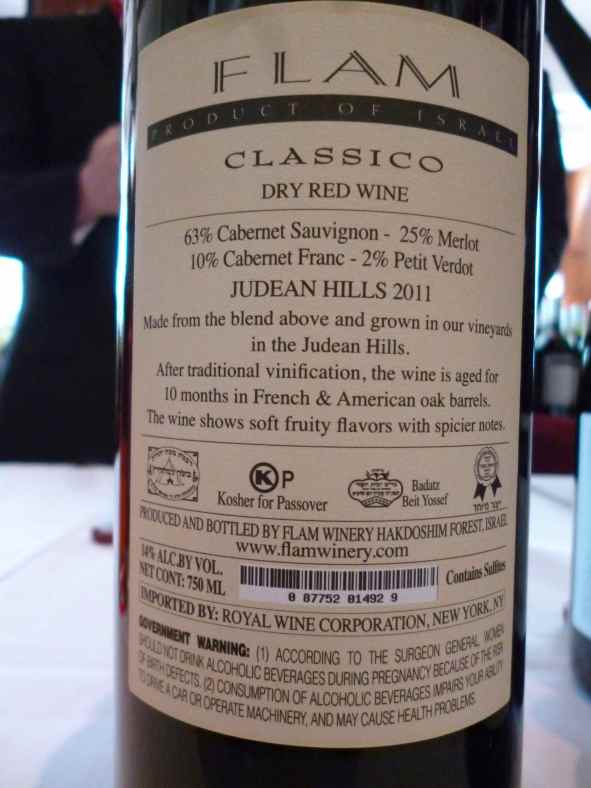 FLAM
PRODUCT OF ISRAEL
CLASSICO
DRY RED WINE
63% Cabernet Sauvignon - 25% Merlot
10% Cabernet Franc - 2% Petit Verdot
JUDEAN HILLS 2011
Made from the blend above and grown in our vineyards
in the Judean Hills.
After traditional vinification, the wine is aged for
10 months in French & American oak barrels.
The wine shows soft fruity flavors with spicier notes.
K P
Kosher for Passover
Badatz
Beit Yossef
PRODUCED AND BOTTLED BY FLAM WINERY HAKDOSHIM FOREST, ISRAEL
www.flamwinery.com
14% ALC.BY VOL.
NET CONT: 750 ML
Contains Sulfites
0 87752 01492 9
IMPORTED BY: ROYAL WINE CORPORATION, NEW YORK, NY
GOVERNMENT WARNING: (1) ACCORDING TO THE SURGEON GENERAL, WOMEN
SHOULD NOT DRINK ALCOHOLIC BEVERAGES DURING PREGNANCY BECAUSE OF THE RISK
OF BIRTH DEFECTS. (2) CONSUMPTION OF ALCOHOLIC BEVERAGES IMPAIRS YOUR ABILITY
TO DRIVE A CAR OR OPERATE MACHINERY, AND MAY CAUSE HEALTH PROBLEMS.